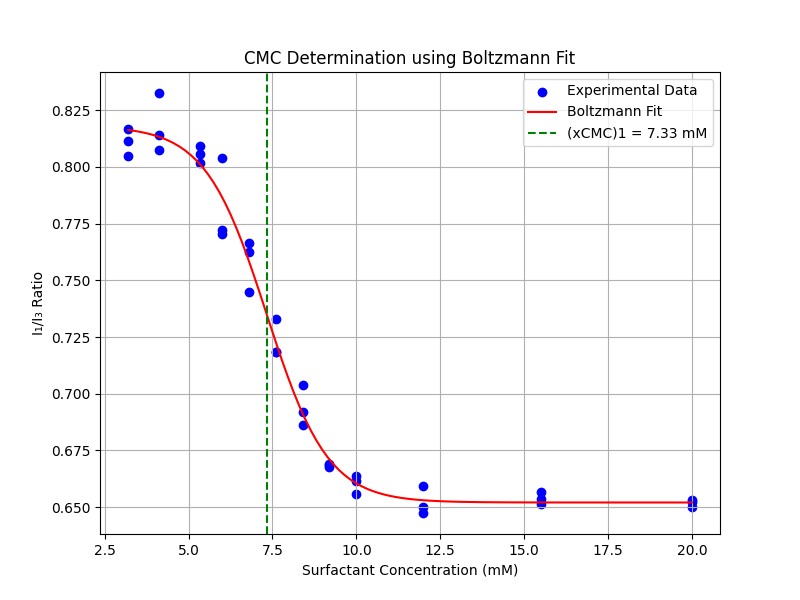 CMC Determination using Boltzmann Fit
Experimental Data
Boltzmann Fit
(xCMC)1 = 7.33 mM
I₁/I₃ Ratio
0.825
0.800
0.775
0.750
0.725
0.700
0.675
0.650
2.5 5.0 7.5 10.0 12.5 15.0 17.5 20.0
Surfactant Concentration (mM)